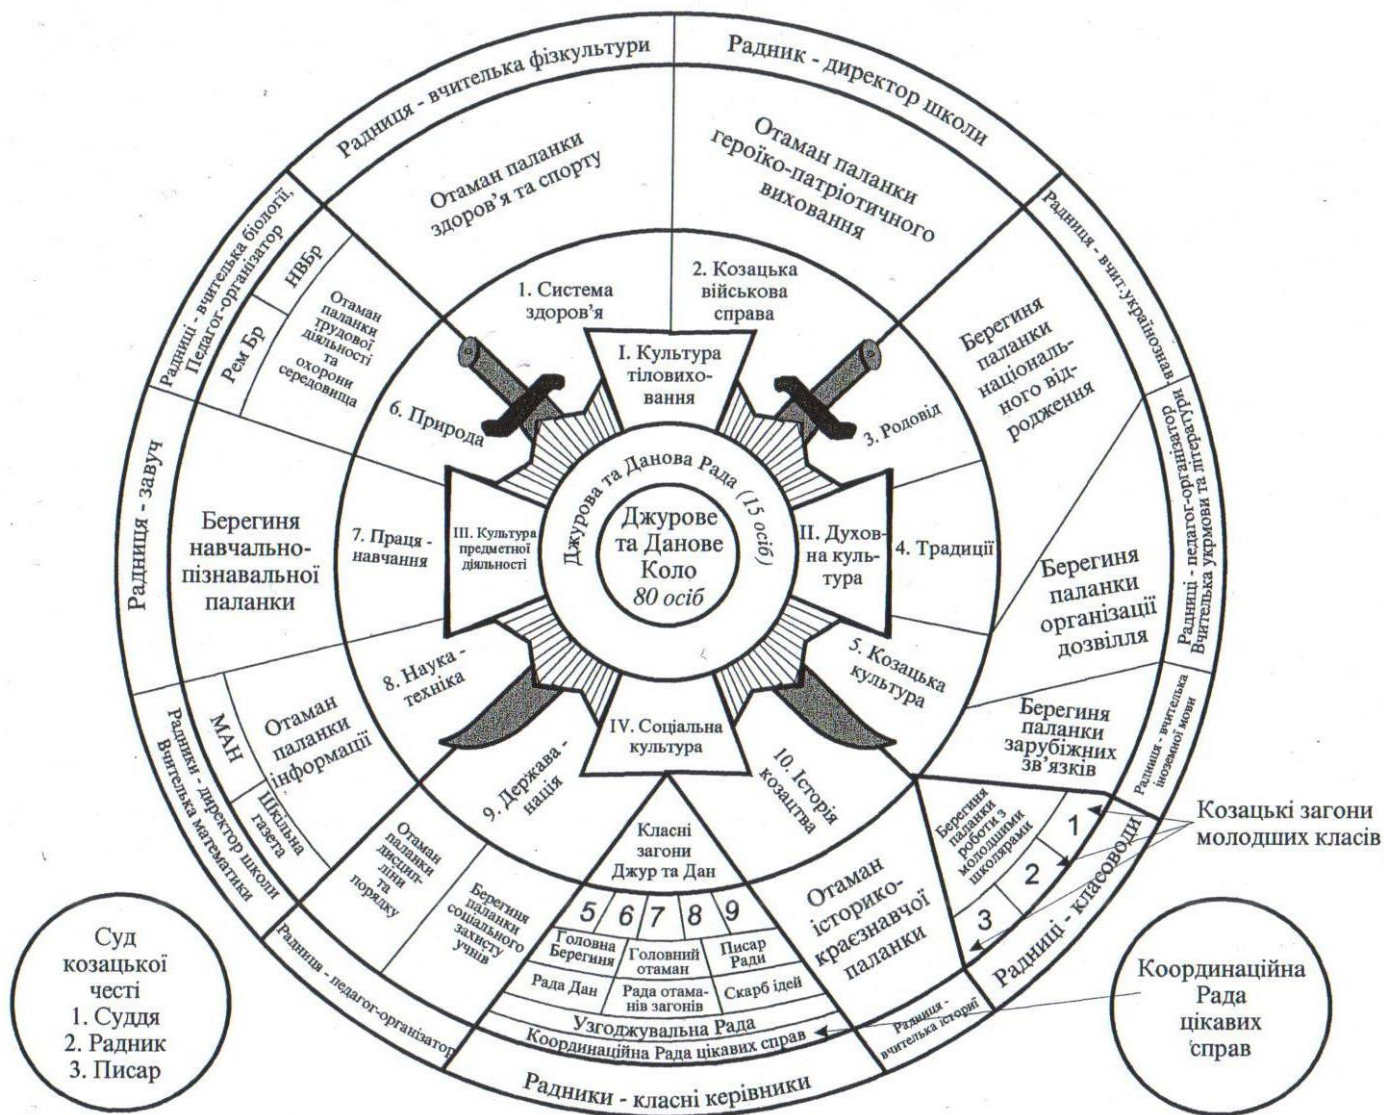 Радниця - вчителька фізкультури
Радник - директор школи
Отаман паланки
здоров'я та спорту
Отаман паланки
героїко-патріотичного
виховання
Радниці - вчителька біології,
Педагог-організатор
НВБр
Рем Бр
Отаман
паланки
трудової
діяльності
та
охорони
середовища
1. Система
здоров'я
2. Козацька
військова
справа
Радниця - вчит.українознав.
Берегиня
паланки
національ-
ного від-
родження
I. Культура
тіловихо-
вання
6. Природа
3. Родовід
Радниця - завуч
Берегиня
навчально-
пізнавальної
паланки
7. Праця -
навчання
III. Культура
предметної
діяльності
Джурова та Данова Рада (15 осіб)
Джурове
та Данове
Коло
80 осіб
II. Духов-
на куль-
тура
4. Традиції
Берегиня
паланки
організації
дозвілля
Радниці - педагог-організатор
Вчителька укрмови та літератури
8. Наука -
техніка
5. Козацька
культура
IV. Соціальна
культура
МАН
Шкільна
газета
Отаман
паланки
інформації
Радники - директор школи
Вчителька математики
9. Держава -
нація
10. Історія
козацтва
Берегиня
паланки
зарубіжних
зв'язків
Радниця - вчителька
іноземної мови
Отаман
паланки
дисцип-
ліни
та
порядку
Берегиня
паланки
соціального
захисту
учнів
Радниця - педагог-організатор
Класні
загони
Джур та Дан
5 6 7 8 9
Головна
Берегиня
Головний
отаман
Писар
Ради
Рада Дан
Рада отама-
нів загонів
Скарб ідей
Узгоджувальна Рада
Координаційна Рада цікавих справ
Радники - класні керівники
Отаман
історико-
краєзнавчої
паланки
Радниця -
вчителька історії
Берегиня
паланки
роботи з
молодшими
школярами
1
2
3
Радниці - класоводи
Козацькі загони
молодших класів
Суд
козацької
честі
1. Суддя
2. Радник
3. Писар
Координаційна
Рада
цікавих
справ